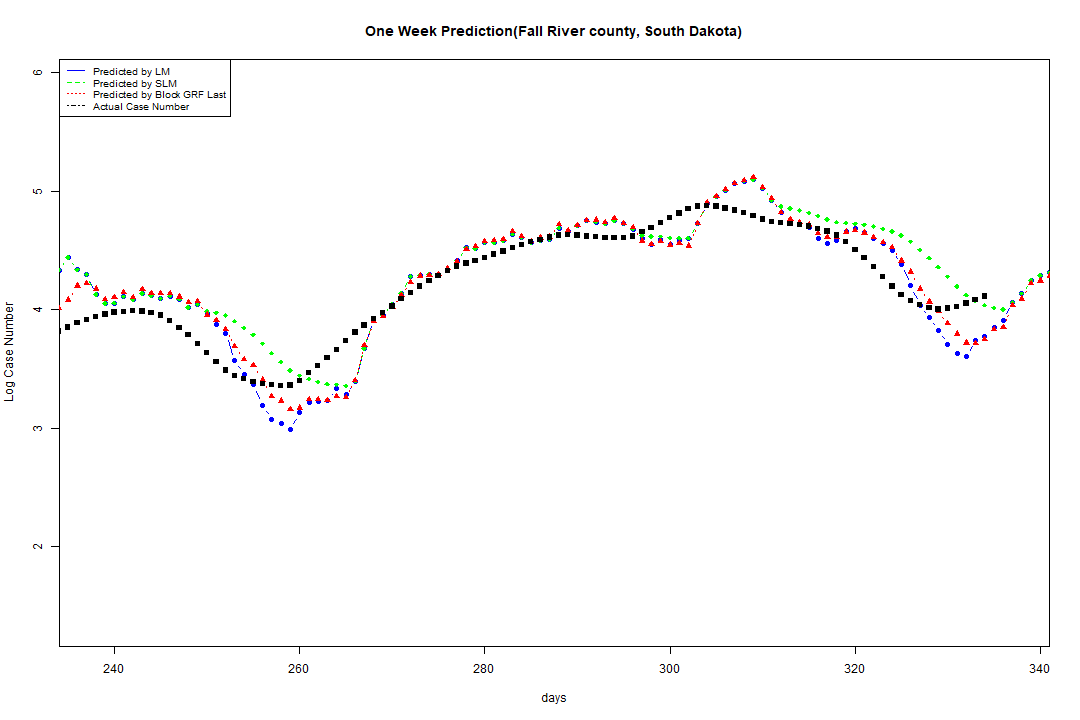 One Week Prediction(Fall River county, South Dakota)
Predicted by LM
Predicted by SLM
Predicted by Block GRF Last
Actual Case Number
6
5
4
3
2
Log Case Number
240 260 280 300 320 340
days